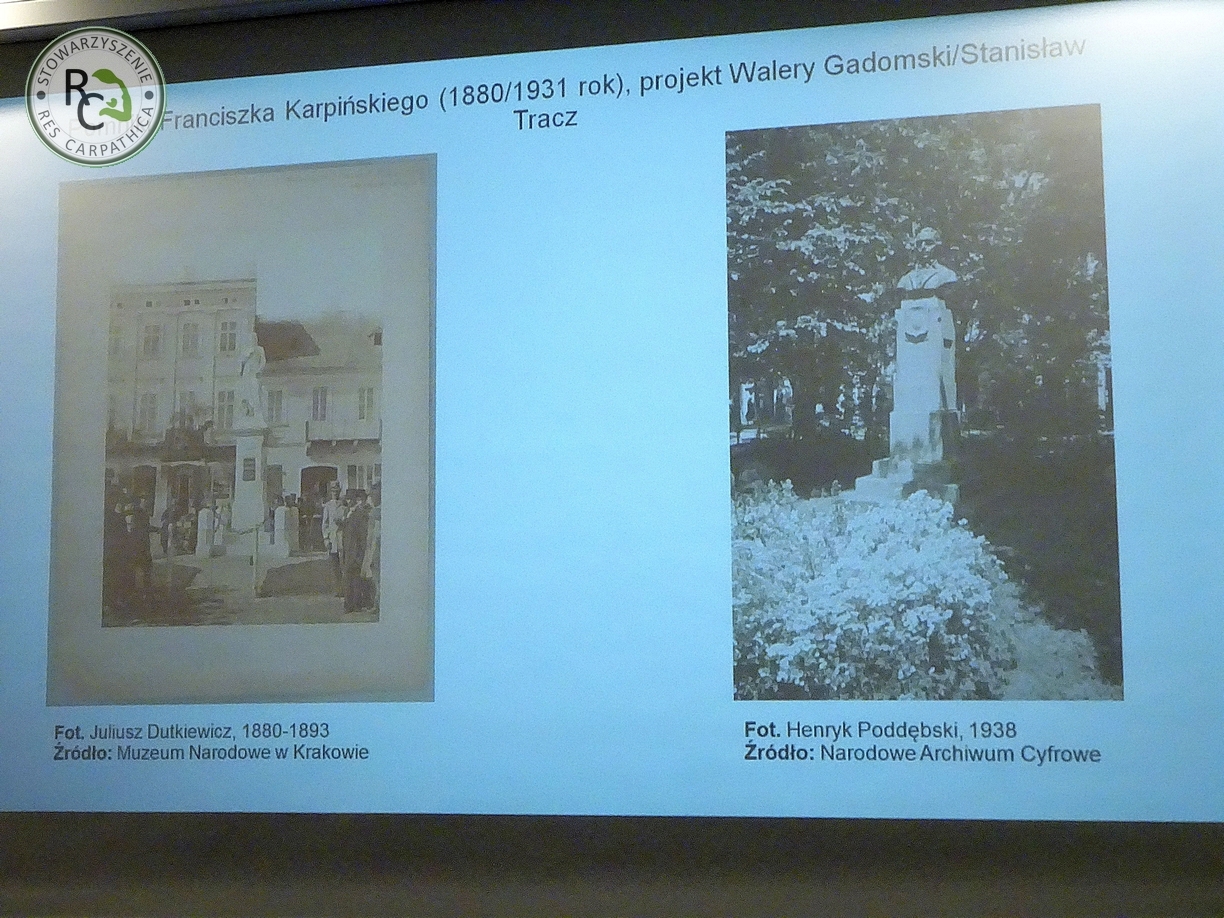 STOWARZYSZENIE
RC
RES CARPATHICA
Franciszka Karpińskiego (1880/1931 rok), projekt Walery Gadomski/Stanisław
Tracz
Fot. Juliusz Dutkiewicz, 1880-1893
Źródło: Muzeum Narodowe w Krakowie
Fot. Henryk Poddębski, 1938
Źródło: Narodowe Archiwum Cyfrowe